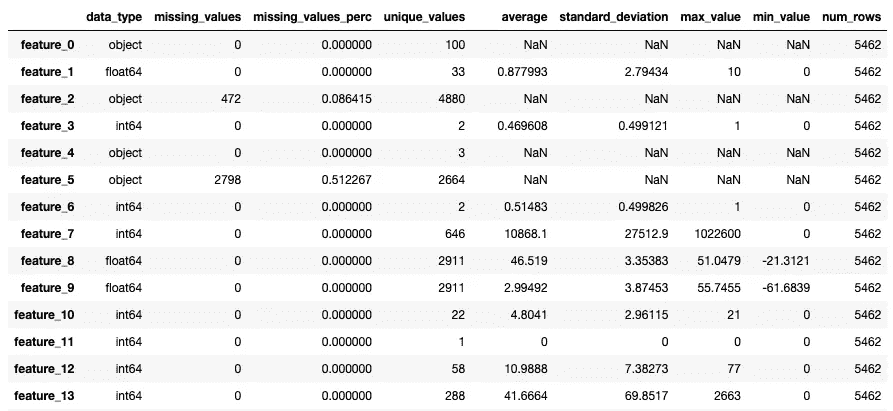 data_type missing_values missing_values_perc unique_values average standard_deviation max_value min_value num_rows
feature_0 object 0 0.000000 100 NaN NaN NaN NaN 5462
feature_1 float64 0 0.000000 33 0.877993 2.79434 10 0 5462
feature_2 object 472 0.086415 4880 NaN NaN NaN NaN 5462
feature_3 int64 0 0.000000 2 0.469608 0.499121 1 0 5462
feature_4 object 0 0.000000 3 NaN NaN NaN NaN 5462
feature_5 object 2798 0.512267 2664 NaN NaN NaN NaN 5462
feature_6 int64 0 0.000000 2 0.51483 0.499826 1 0 5462
feature_7 int64 0 0.000000 646 10868.1 27512.9 1022600 0 5462
feature_8 float64 0 0.000000 2911 46.519 3.35383 51.0479 -21.3121 5462
feature_9 float64 0 0.000000 2911 2.99492 3.87453 55.7455 -61.6839 5462
feature_10 int64 0 0.000000 22 4.8041 2.96115 21 0 5462
feature_11 int64 0 0.000000 1 0 0 0 0 5462
feature_12 int64 0 0.000000 58 10.9888 7.38273 77 0 5462
feature_13 int64 0 0.000000 288 41.6664 69.8517 2663 0 5462